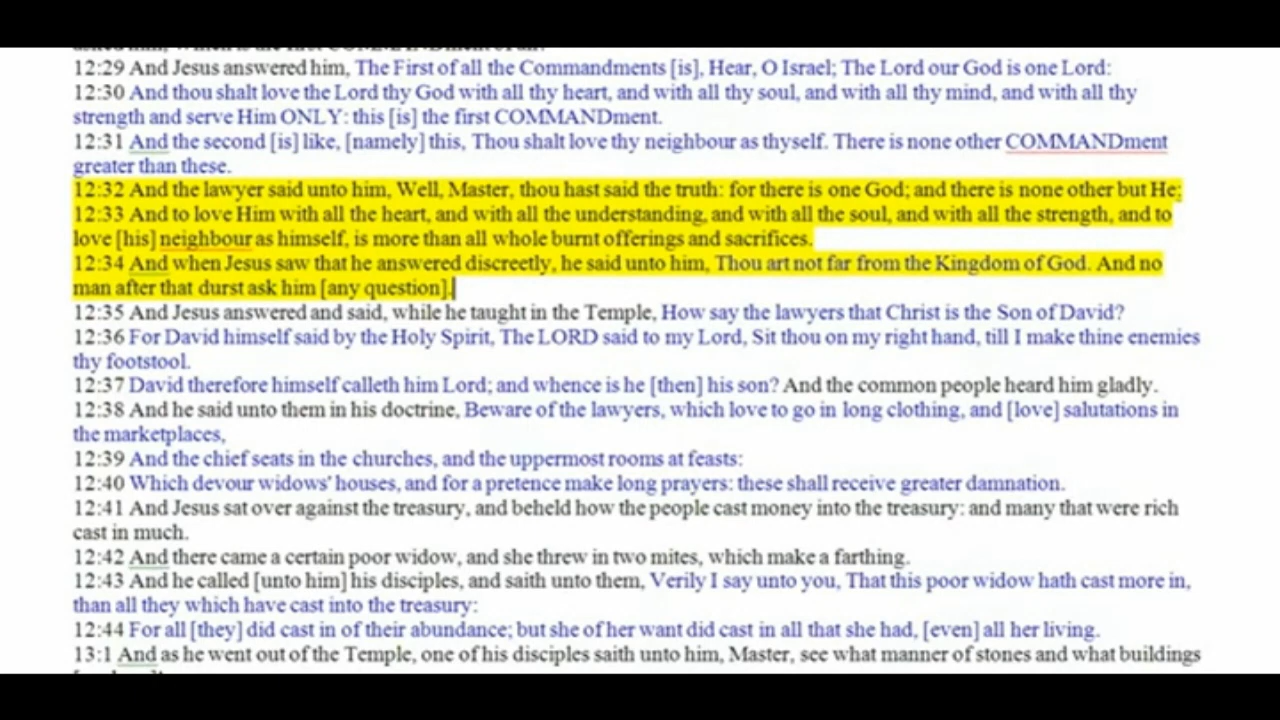 12:29 And Jesus answered him, The First of all the Commandments [is], Hear, O Israel; The Lord our God is one Lord:
12:30 And thou shalt love the Lord thy God with all thy heart, and with all thy soul, and with all thy mind, and with all thy
strength and serve Him ONLY: this [is] the first COMMANDment.
12:31 And the second [is] like, [namely] this, Thou shalt love thy neighbour as thyself. There is none other COMMANDment
greater than these.
12:32 And the lawyer said unto him, Well, Master, thou hast said the truth: for there is one God; and there is none other but He:
12:33 And to love Him with all the heart, and with all the understanding, and with all the soul, and with all the strength, and to
love [his] neighbour as himself, is more than all whole burnt offerings and sacrifices.
12:34 And when Jesus saw that he answered discreetly, he said unto him, Thou art not far from the Kingdom of God. And no
man after that durst ask him [any question].
12:35 And Jesus answered and said, while he taught in the Temple, How say the lawyers that Christ is the Son of David?
12:36 For David himself said by the Holy Spirit, The LORD said to my Lord, Sit thou on my right hand, till I make thine enemies
thy footstool.
12:37 David therefore himself calleth him Lord; and whence is he [then] his son? And the common people heard him gladly.
12:38 And he said unto them in his doctrine, Beware of the lawyers, which love to go in long clothing, and [love] salutations in
the marketplaces,
12:39 And the chief seats in the churches, and the uppermost rooms at feasts:
12:40 Which devour widows' houses, and for a pretence make long prayers: these shall receive greater damnation.
12:41 And Jesus sat over against the treasury, and beheld how the people cast money into the treasury: and many that were rich
cast in much.
12:42 And there came a certain poor widow, and she threw in two mites, which make a farthing.
12:43 And he called [unto him] his disciples, and saith unto them, Verily I say unto you, That this poor widow hath cast more in,
than all they which have cast into the treasury:
12:44 For all [they] did cast in of their abundance; but she of her want did cast in all that she had, [even] all her living.
13:1 And as he went out of the Temple, one of his disciples saith unto him, Master, see what manner of stones and what buildings